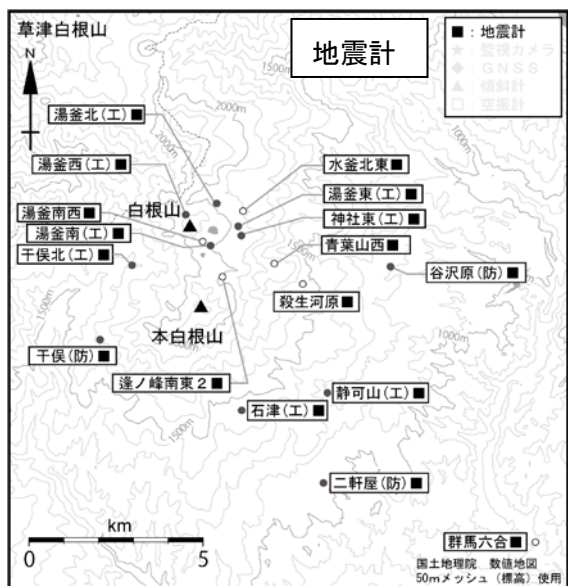 草津白根山
地震計
N
■：地震計
★：監視カメラ
◆：GNSS
▲：傾斜計
□：空振計
湯釜北(工)■
湯釜西(工)■
水釜北東■
湯釜東(工)■
湯釜南西■
白根山
神社東(工)■
湯釜南(工)■
青葉山西■
干俣北(工)■
谷沢原(防)■
殺生河原■
本白根山
干俣(防)■
逢ノ峰南東2■
静可山(工)■
石津(工)■
二軒屋(防)■
群馬六合■
km
0 5
国土地理院 数値地図
50mメッシュ(標高)使用
1500m
2000m
2000m
1000m
1500m
1500m
1000m
1500m